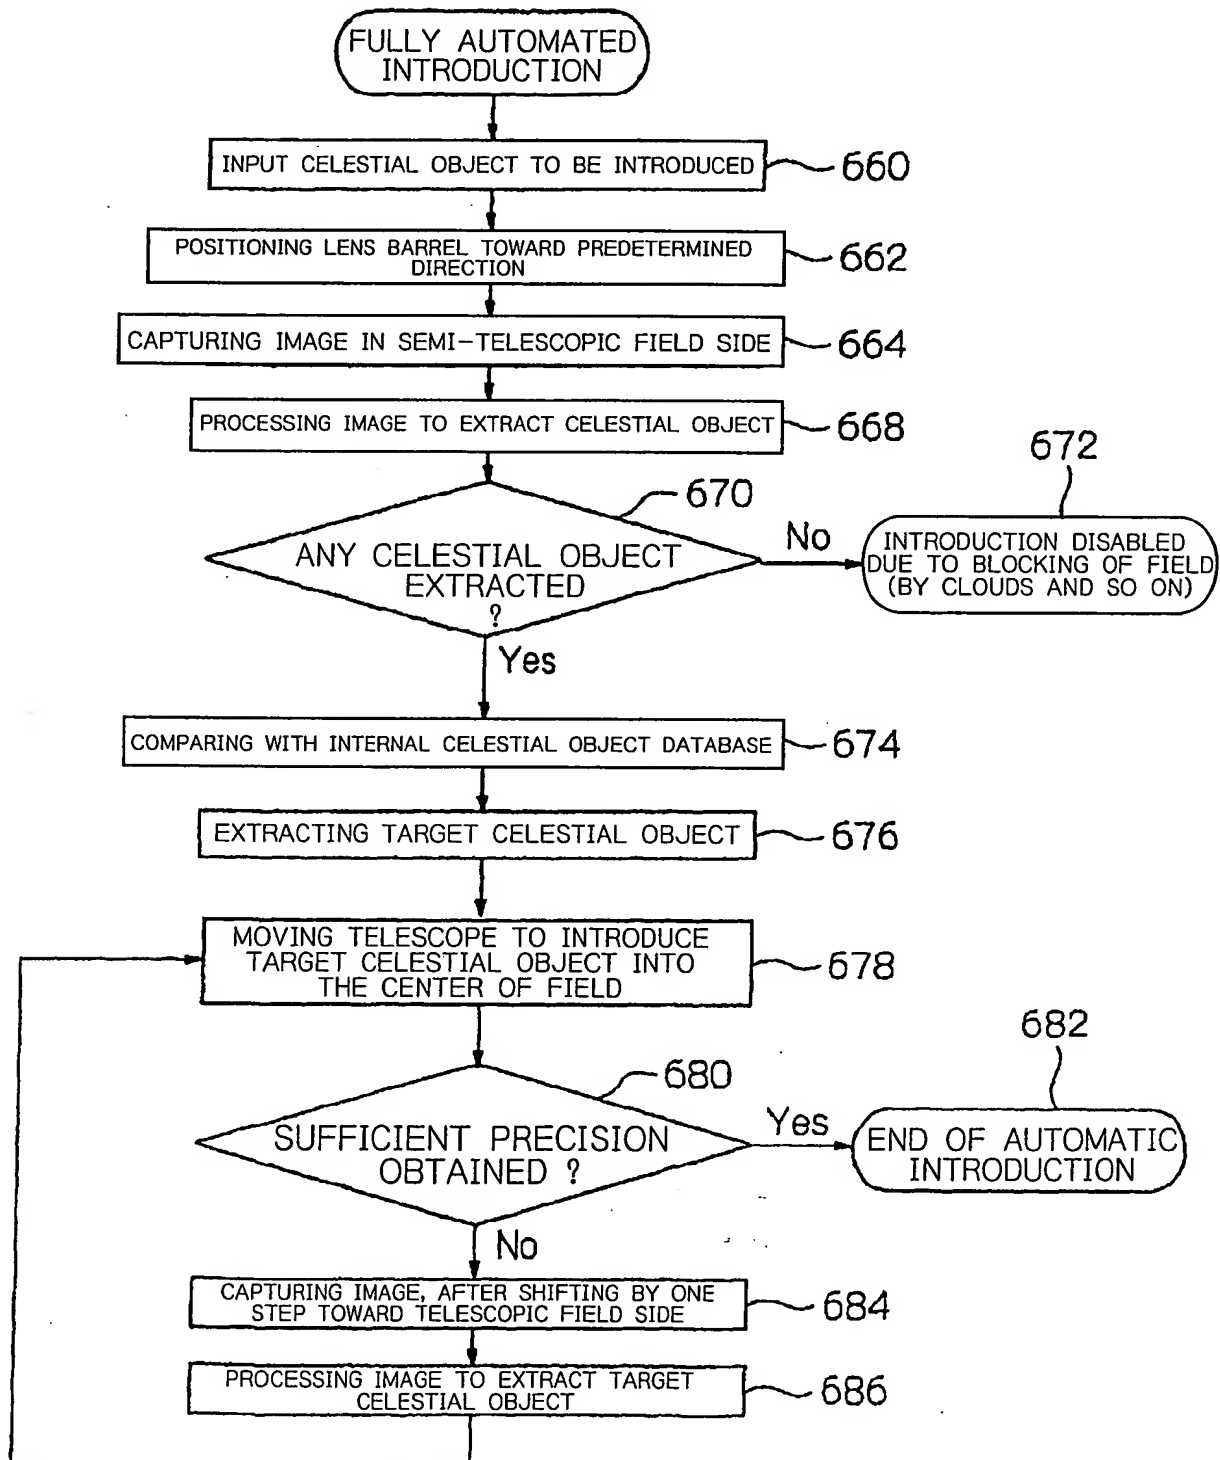 FULLY AUTOMATED
INTRODUCTION
INPUT CELESTIAL OBJECT TO BE INTRODUCED
660
POSITIONING LENS BARREL TOWARD PREDETERMINED
DIRECTION
662
CAPTURING IMAGE IN SEMI-TELESCOPIC FIELD SIDE
664
PROCESSING IMAGE TO EXTRACT CELESTIAL OBJECT
668
670
ANY CELESTIAL OBJECT
EXTRACTED
?
No
672
INTRODUCTION DISABLED
DUE TO BLOCKING OF FIELD
(BY CLOUDS AND SO ON)
Yes
COMPARING WITH INTERNAL CELESTIAL OBJECT DATABASE
674
EXTRACTING TARGET CELESTIAL OBJECT
676
MOVING TELESCOPE TO INTRODUCE
TARGET CELESTIAL OBJECT INTO
THE CENTER OF FIELD
678
680
SUFFICIENT PRECISION
OBTAINED ?
Yes
682
END OF AUTOMATIC
INTRODUCTION
No
CAPTURING IMAGE, AFTER SHIFTING BY ONE
STEP TOWARD TELESCOPIC FIELD SIDE
684
PROCESSING IMAGE TO EXTRACT TARGET
CELESTIAL OBJECT
686